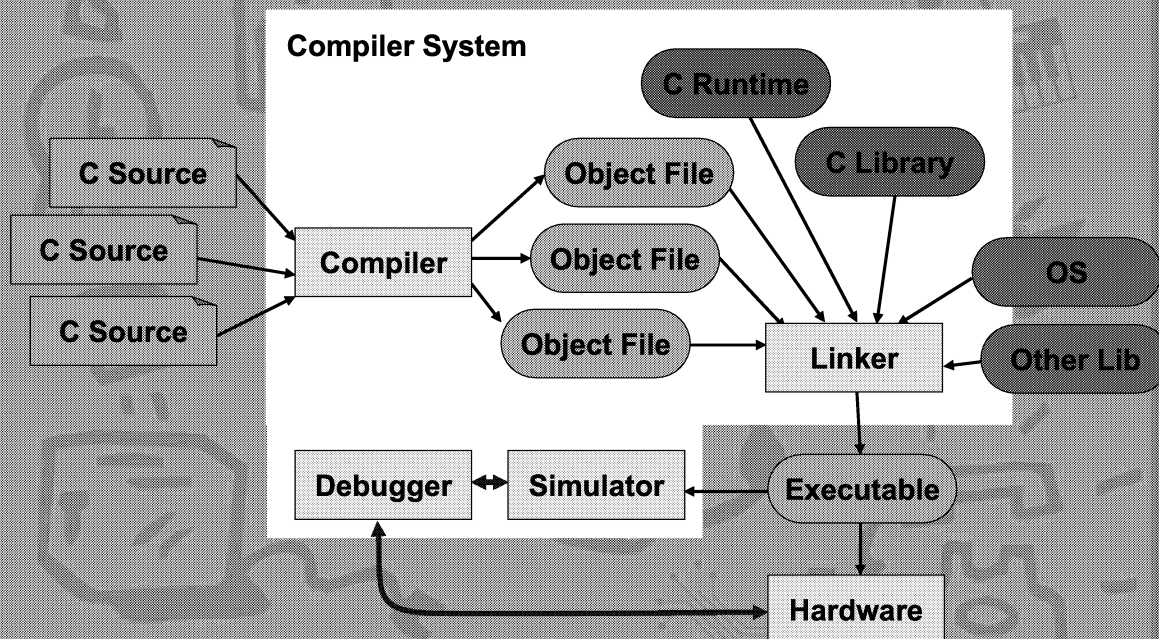 Compiler System
C Runtime
C Library
C Source
C Source
C Source
Compiler
Object File
Object File
Object File
OS
Other Lib
Linker
Debugger
Simulator
Executable
Hardware